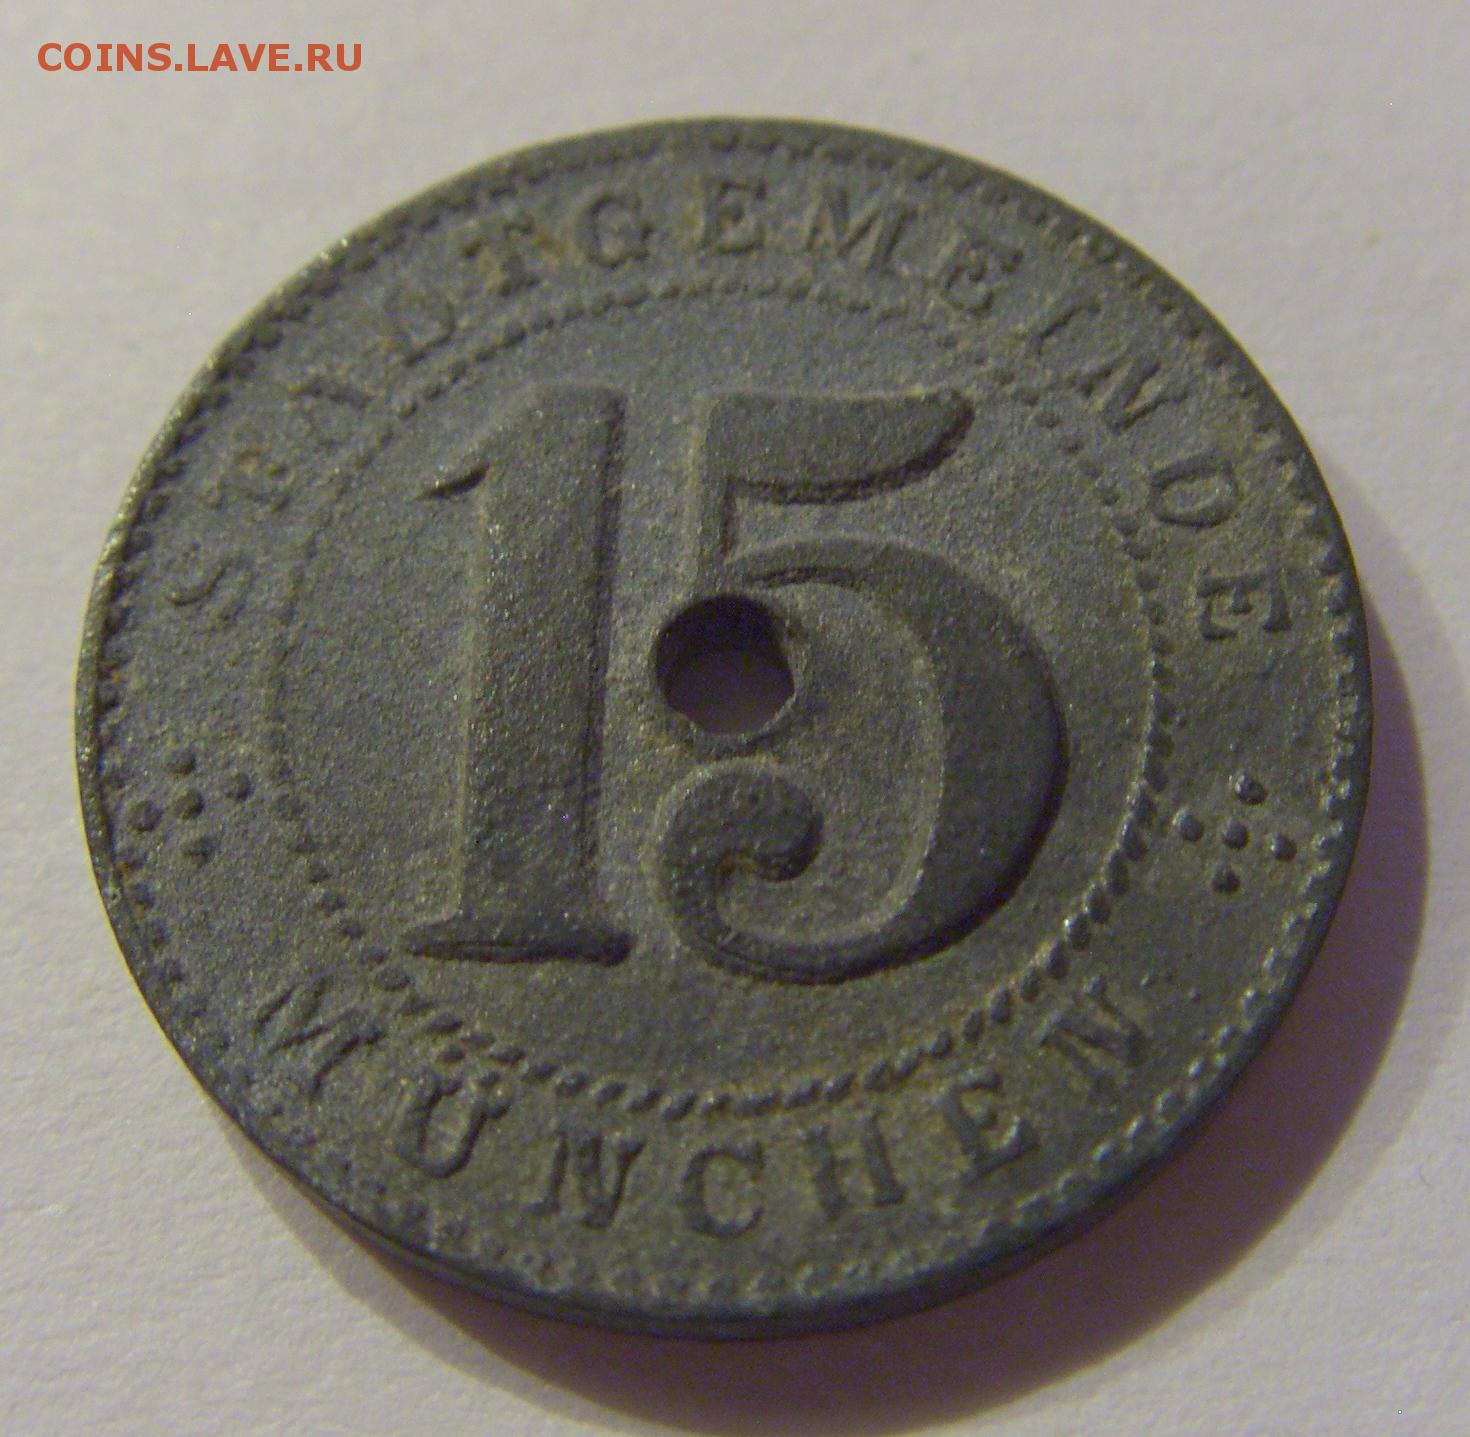 COINS.LAVE.RU
STADTGEMEINDE
15
MÜNCHEN